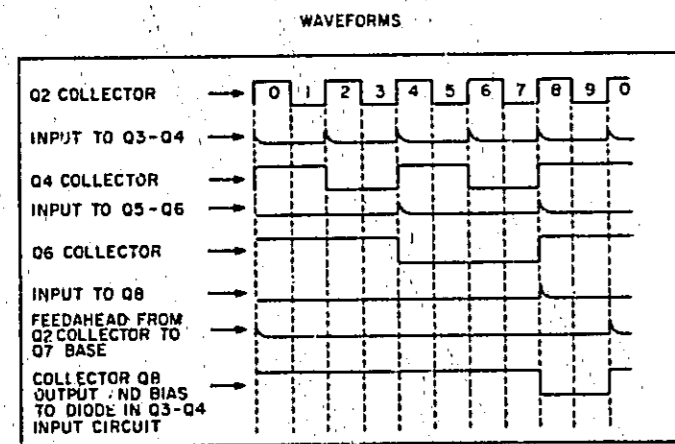 WAVEFORMS
Q2 COLLECTOR
0 1 2 3 4 5 6 7 8 9 0
INPUT TO Q3-Q4
Q4 COLLECTOR
INPUT TO Q5-Q6
Q6 COLLECTOR
INPUT TO Q8
FEEDAHEAD FROM
Q2 COLLECTOR TO
Q7 BASE
COLLECTOR Q8
OUTPUT AND BIAS
TO DIODE IN Q3-Q4
INPUT CIRCUIT